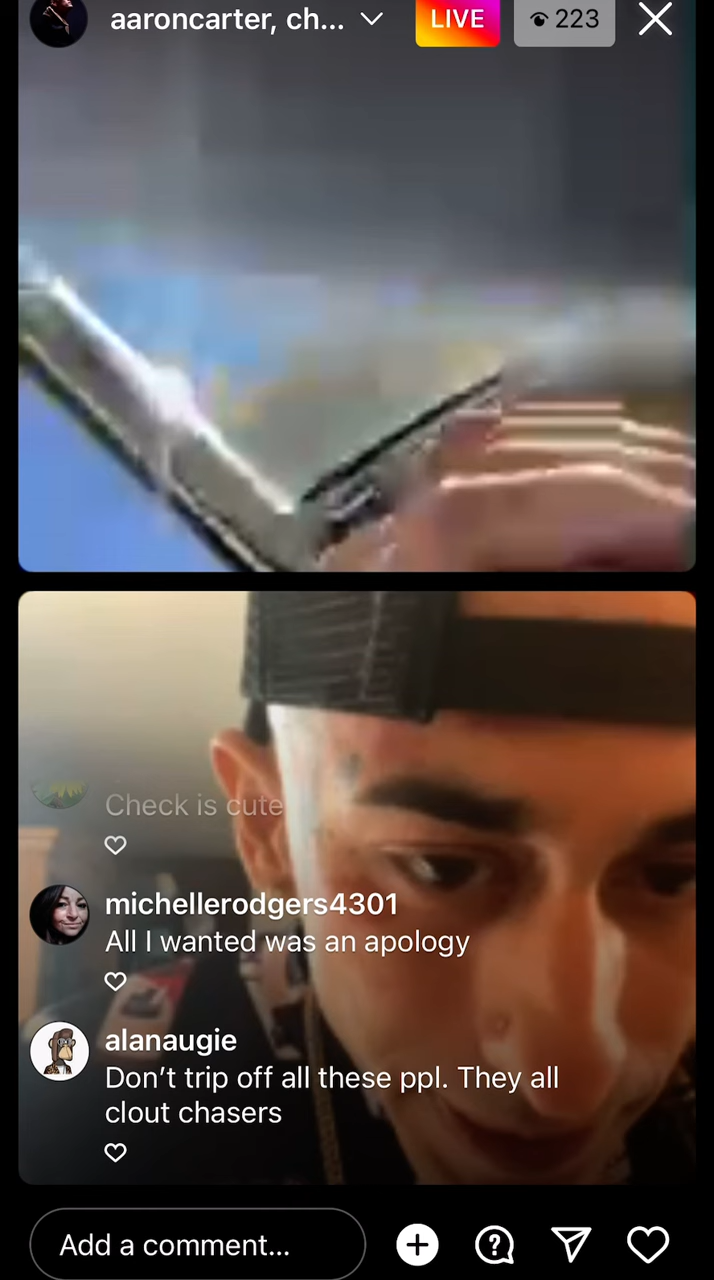 aaroncarter, ch...
LIVE
223
Check is cute
michellerodgers4301
All I wanted was an apology
alanaugie
Don't trip off all these ppl. They all
clout chasers
Add a comment...